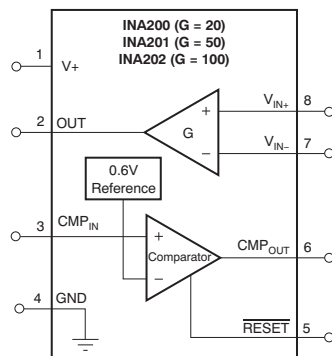 INA200 (G = 20)
INA201 (G = 50)
INA202 (G = 100)
1
V+
2
OUT
G
+
−
VIN+
8
VIN−
7
0.6V
Reference
3
CMPIN
+
Comparator
−
CMPOUT
6
4
GND
RESET
5